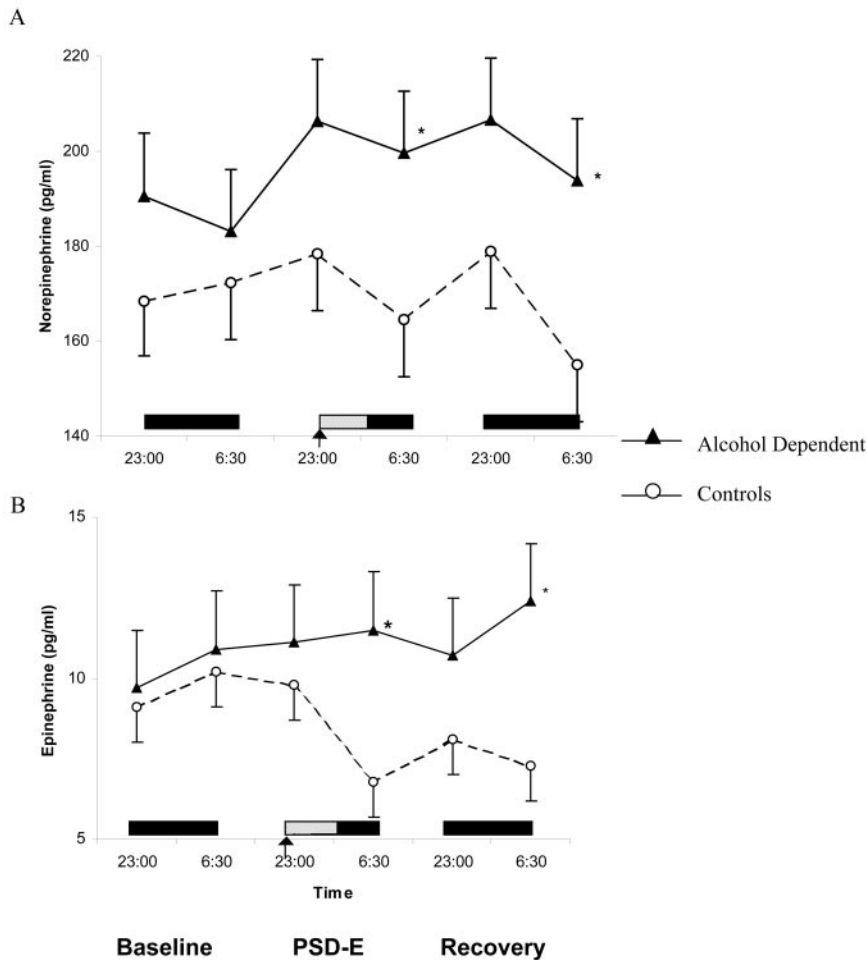 A
220
200
180
160
140
Norepinephrine (pg/ml)
*
*
23:00 6:30 23:00 6:30 23:00 6:30
Alcohol Dependent
Controls
B
15
10
5
Epinephrine (pg/ml)
*
*
23:00 6:30 23:00 6:30 23:00 6:30
Time
Baseline PSD-E Recovery